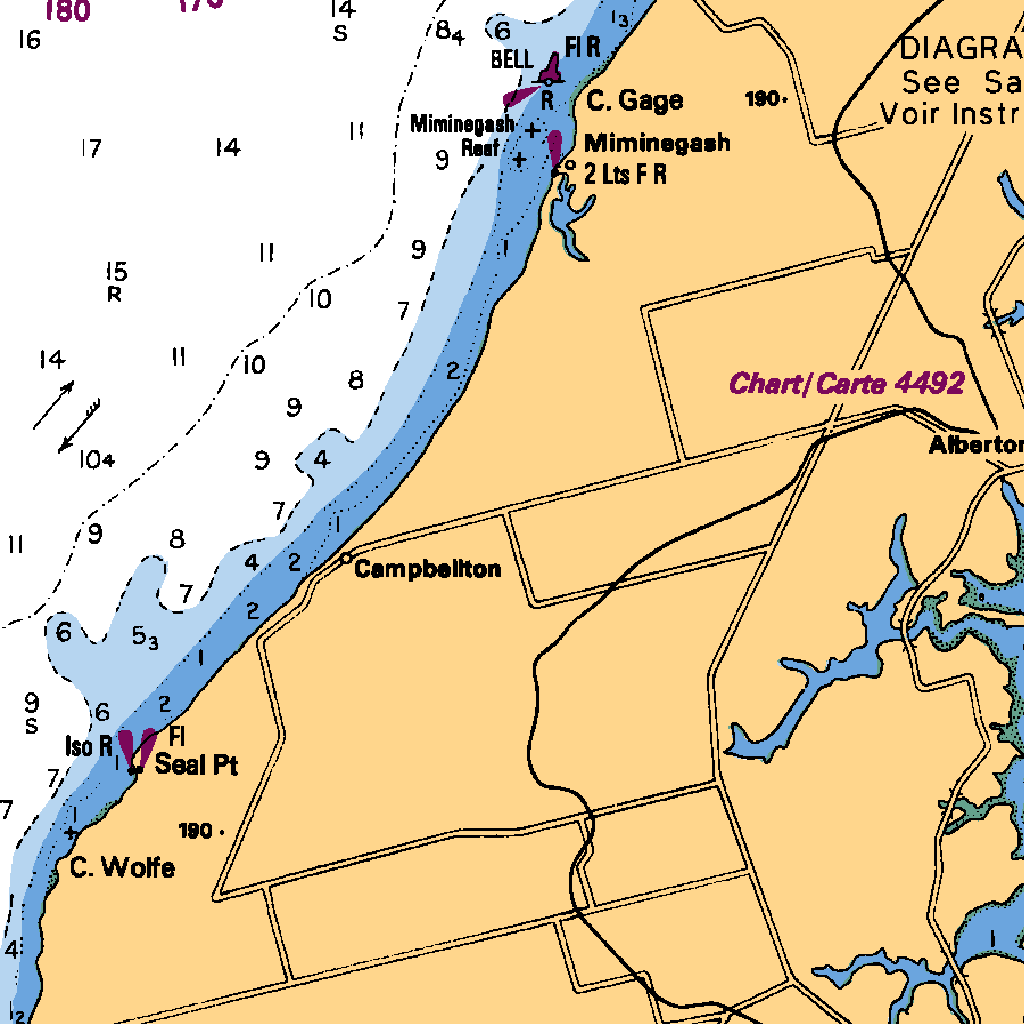 180
14
S
16
8₄
6
1₃
BELL
Fl R
R
DIAGRA
See Sa
Voir Instr
C. Gage
190
Miminegash
Reef
11
17
14
9
Miminegash
2 Lts F R
11
9
1
15
R
10
7
14
11
10
8
2
Chart/Carte 4492
9
10₄
9
4
Alberton
7
1
11
9
8
4
2
Campbellton
7
2
6
5₃
1
9
S
6
2
Iso R
Fl
1
Seal Pt
7
7
1
190
C. Wolfe
4
1
1₂